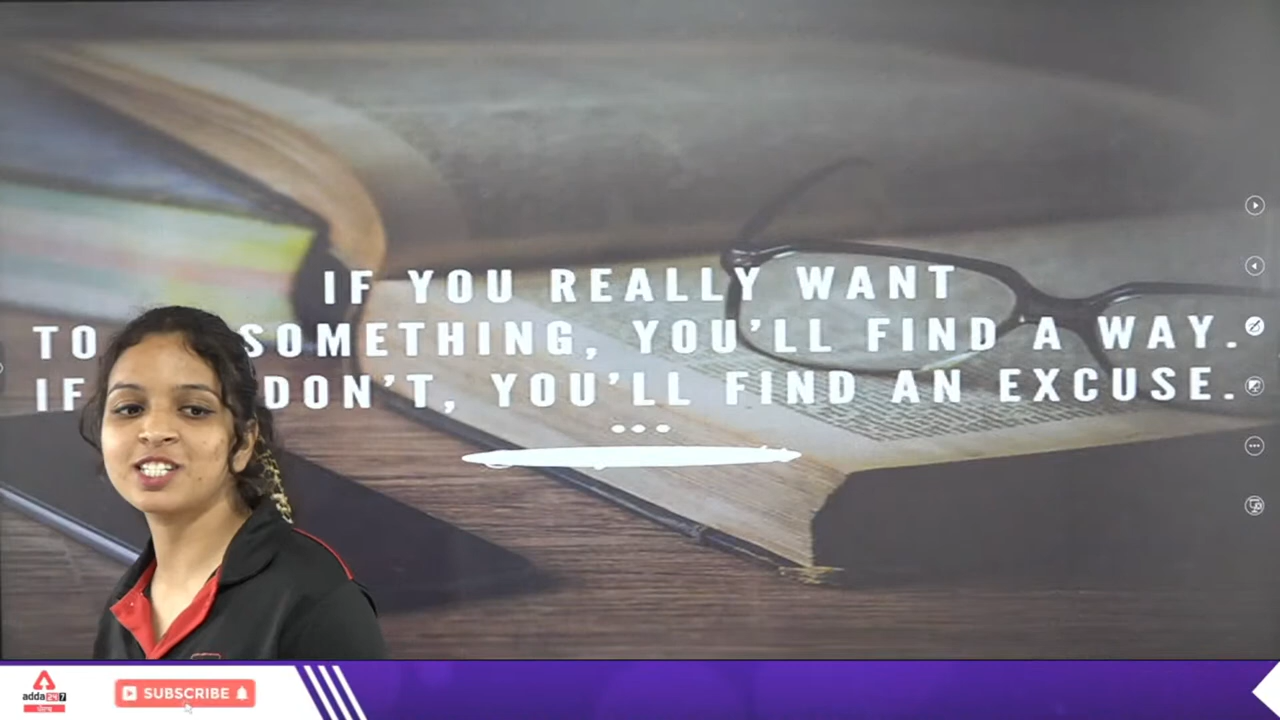 IF YOU REALLY WANT
TO SOMETHING, YOU'LL FIND A WAY.
IF DON'T, YOU'LL FIND AN EXCUSE.
adda247
ਪੰਜਾਬ
SUBSCRIBE